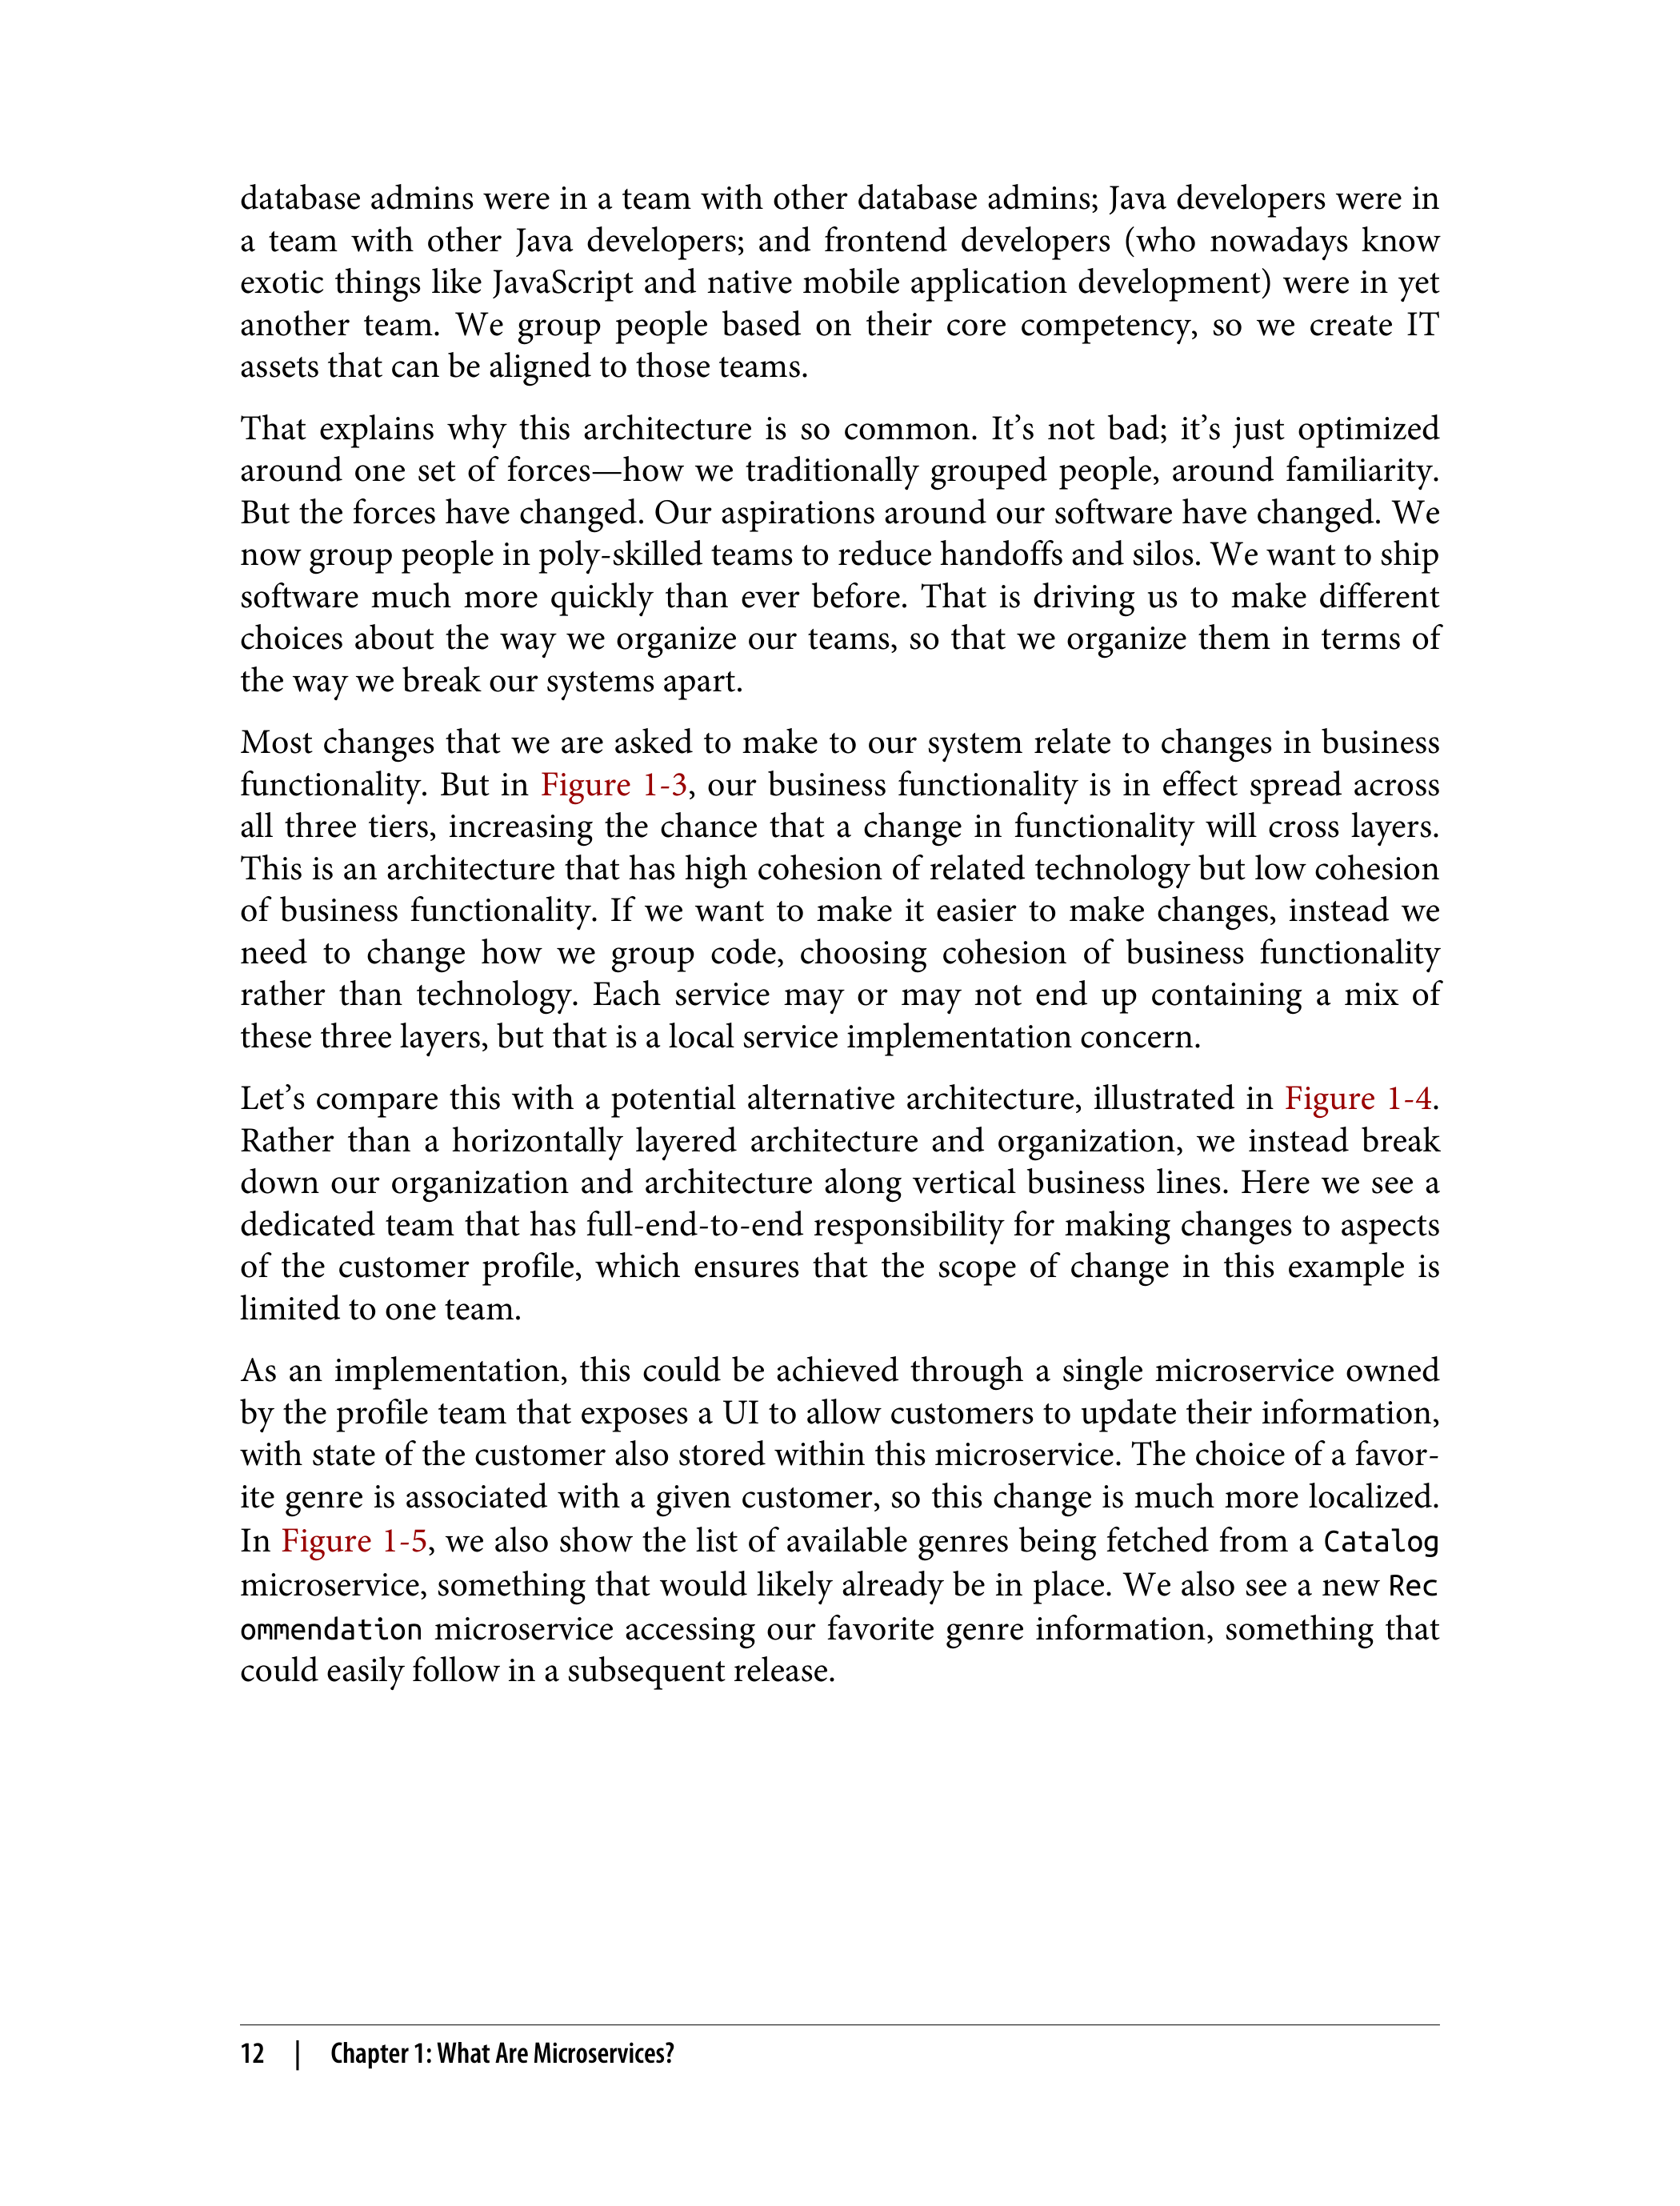 database admins were in a team with other database admins; Java developers were in
a team with other Java developers; and frontend developers (who nowadays know
exotic things like JavaScript and native mobile application development) were in yet
another team. We group people based on their core competency, so we create IT
assets that can be aligned to those teams.
That explains why this architecture is so common. It’s not bad; it’s just optimized
around one set of forces—how we traditionally grouped people, around familiarity.
But the forces have changed. Our aspirations around our software have changed. We
now group people in poly-skilled teams to reduce handoffs and silos. We want to ship
software much more quickly than ever before. That is driving us to make different
choices about the way we organize our teams, so that we organize them in terms of
the way we break our systems apart.
Most changes that we are asked to make to our system relate to changes in business
functionality. But in Figure 1-3, our business functionality is in effect spread across
all three tiers, increasing the chance that a change in functionality will cross layers.
This is an architecture that has high cohesion of related technology but low cohesion
of business functionality. If we want to make it easier to make changes, instead we
need to change how we group code, choosing cohesion of business functionality
rather than technology. Each service may or may not end up containing a mix of
these three layers, but that is a local service implementation concern.
Let’s compare this with a potential alternative architecture, illustrated in Figure 1-4.
Rather than a horizontally layered architecture and organization, we instead break
down our organization and architecture along vertical business lines. Here we see a
dedicated team that has full-end-to-end responsibility for making changes to aspects
of the customer profile, which ensures that the scope of change in this example is
limited to one team.
As an implementation, this could be achieved through a single microservice owned
by the profile team that exposes a UI to allow customers to update their information,
with state of the customer also stored within this microservice. The choice of a favor-
ite genre is associated with a given customer, so this change is much more localized.
In Figure 1-5, we also show the list of available genres being fetched from a Catalog
microservice, something that would likely already be in place. We also see a new Rec
ommendation microservice accessing our favorite genre information, something that
could easily follow in a subsequent release.
12 | Chapter 1: What Are Microservices?